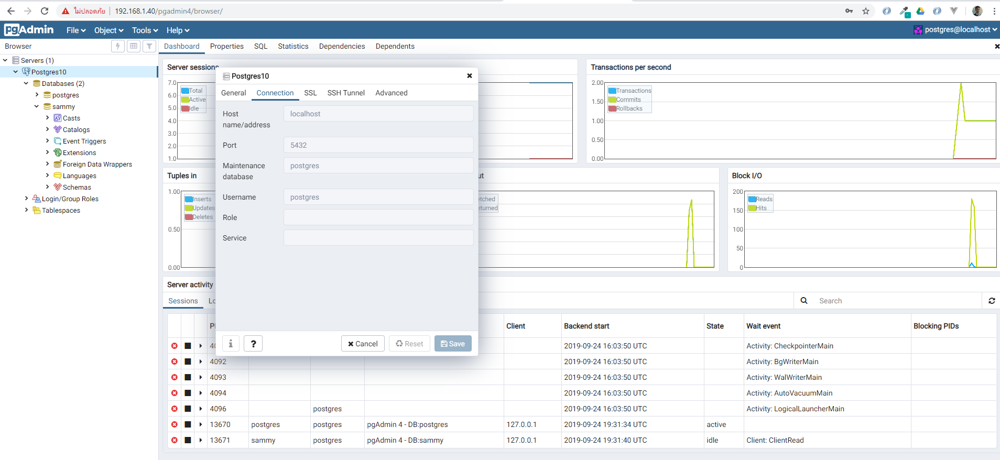 ไม่ปลอดภัย 192.168.1.40/pgadmin4/browser/
pgAdmin File Object Tools Help postgres@localhost
Browser
Dashboard Properties SQL Statistics Dependencies Dependents
Servers (1)
Postgres10
Databases (2)
postgres
sammy
Casts
Catalogs
Event Triggers
Extensions
Foreign Data Wrappers
Languages
Schemas
Login/Group Roles
Tablespaces
Server sessions
7.0
6.0
5.0
4.0
3.0
2.0
1.0
Total
Active
Idle
Transactions per second
2.00
1.50
1.00
0.50
0.00
Transactions
Commits
Rollbacks
Tuples in
1.00
0.50
0.00
Inserts
Updates
Deletes
ut
etched
eturned
Block I/O
200
150
100
50
0
Reads
Hits
Postgres10
General Connection SSL SSH Tunnel Advanced
Host name/address localhost
Port 5432
Maintenance database postgres
Username postgres
Role
Service
i ? Cancel Reset Save
Server activity
Sessions Lo Search
PI Client Backend start State Wait event Blocking PIDs
40 2019-09-24 16:03:50 UTC Activity: CheckpointerMain
4092 2019-09-24 16:03:50 UTC Activity: BgWriterMain
4093 2019-09-24 16:03:50 UTC Activity: WalWriterMain
4094 2019-09-24 16:03:50 UTC Activity: AutoVacuumMain
4096 postgres 2019-09-24 16:03:50 UTC Activity: LogicalLauncherMain
13670 postgres postgres pgAdmin 4 - DB:postgres 127.0.0.1 2019-09-24 19:31:34 UTC active
13671 sammy postgres pgAdmin 4 - DB:sammy 127.0.0.1 2019-09-24 19:31:40 UTC idle Client: ClientRead